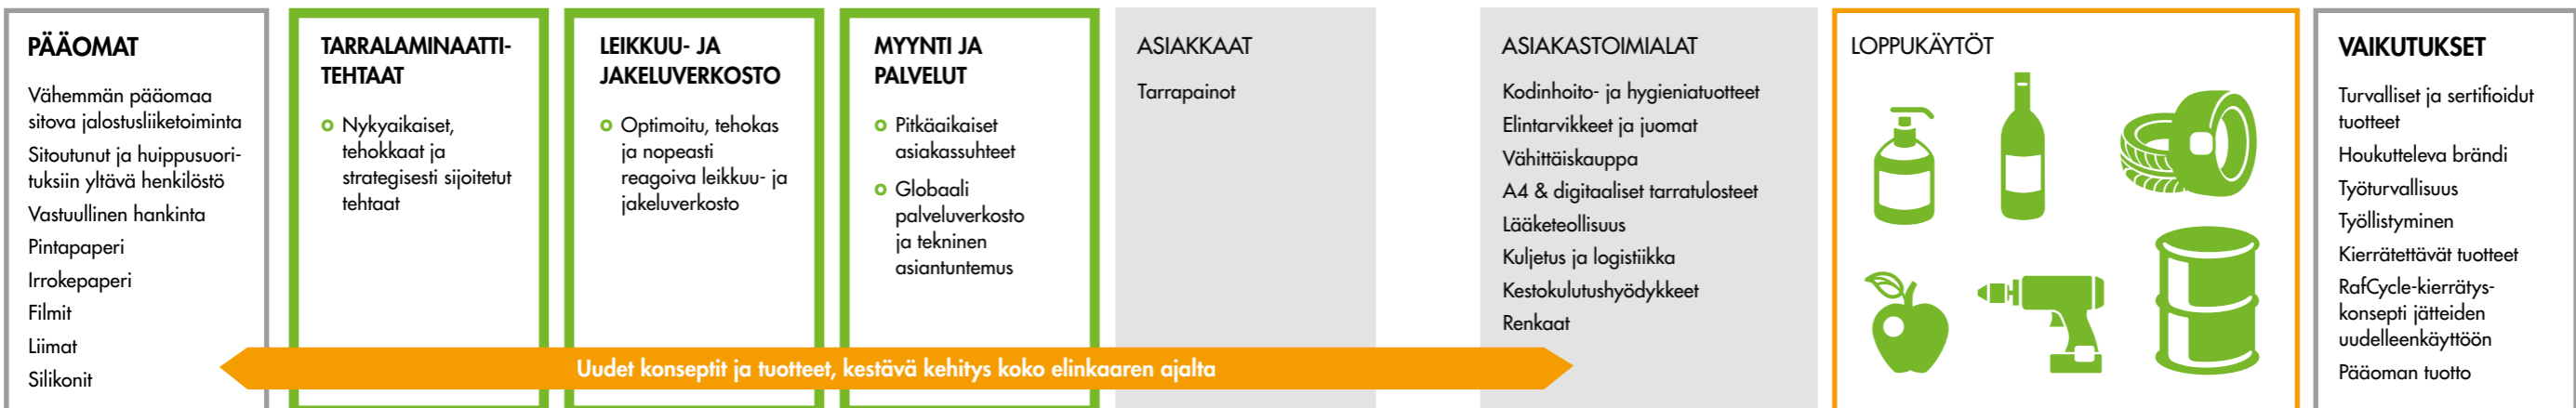 PÄÄOMAT
Vähemmän pääomaa
sitova jalostusliiketoiminta
Sitoutunut ja huippusuori-
tuksiin yltävä henkilöstö
Vastuullinen hankinta
Pintapaperi
Irrokepaperi
Filmit
Liimat
Silikonit
TARRALAMINAATTI-
TEHTAAT
Nykyaikaiset,
tehokkaat ja
strategisesti sijoitetut
tehtaat
LEIKKUU- JA
JAKELUVERKOSTO
Optimoitu, tehokas
ja nopeasti
reagoiva leikkuu- ja
jakeluverkosto
MYYNTI JA
PALVELUT
Pitkäaikaiset
asiakassuhteet
Globaali
palveluverkosto
ja tekninen
asiantuntemus
ASIAKKAAT
Tarrapainot
ASIAKASTOIMIALAT
Kodinhoito- ja hygieniatuotteet
Elintarvikkeet ja juomat
Vähittäiskauppa
A4 & digitaaliset tarratulosteet
Lääketeollisuus
Kuljetus ja logistiikka
Kestokulutushyödykkeet
Renkaat
LOPPUKÄYTÖT
VAIKUTUKSET
Turvalliset ja sertifioidut
tuotteet
Houkutteleva brändi
Työturvallisuus
Työllistyminen
Kierrätettävät tuotteet
RafCycle-kierrätys-
konsepti jätteiden
uudelleenkäyttöön
Pääoman tuotto
Uudet konseptit ja tuotteet, kestävä kehitys koko elinkaaren ajalta